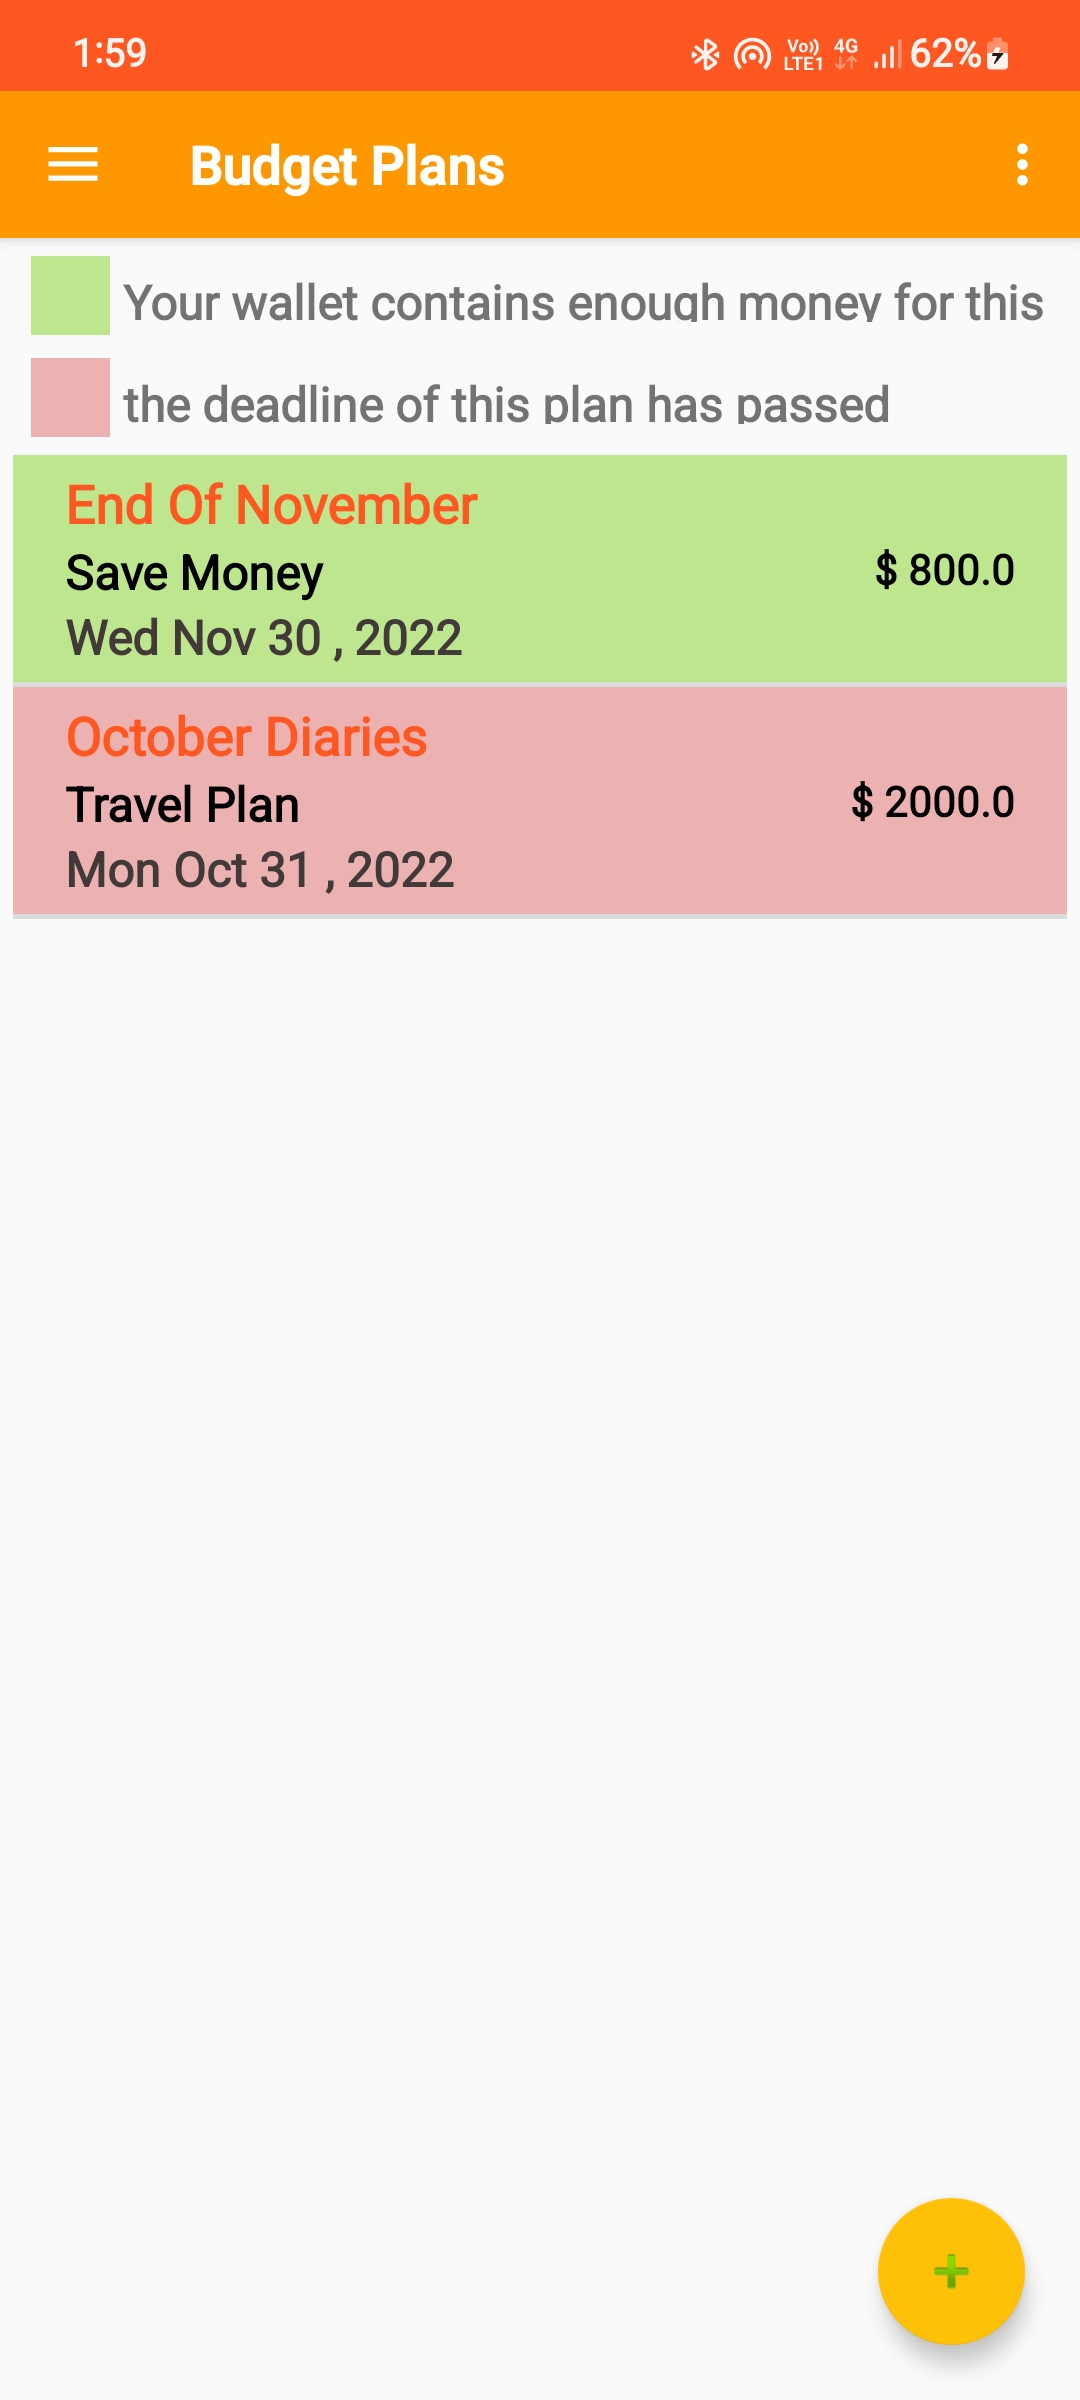 1:59 Vo)) LTE1 4G 62%
Budget Plans
Your wallet contains enough money for this
the deadline of this plan has passed
End Of November
Save Money $ 800.0
Wed Nov 30 , 2022
October Diaries
Travel Plan $ 2000.0
Mon Oct 31 , 2022